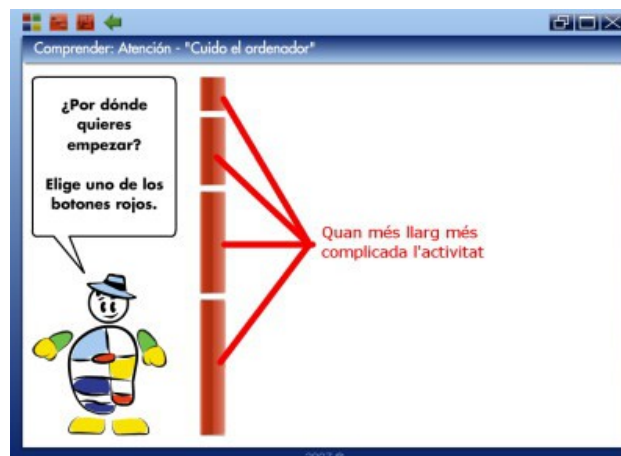 Comprender: Atención - "Cuido el ordenador"
¿Por dónde
quieres
empezar?
Elige uno de los
botones rojos.
Quan més llarg més
complicada l'activitat